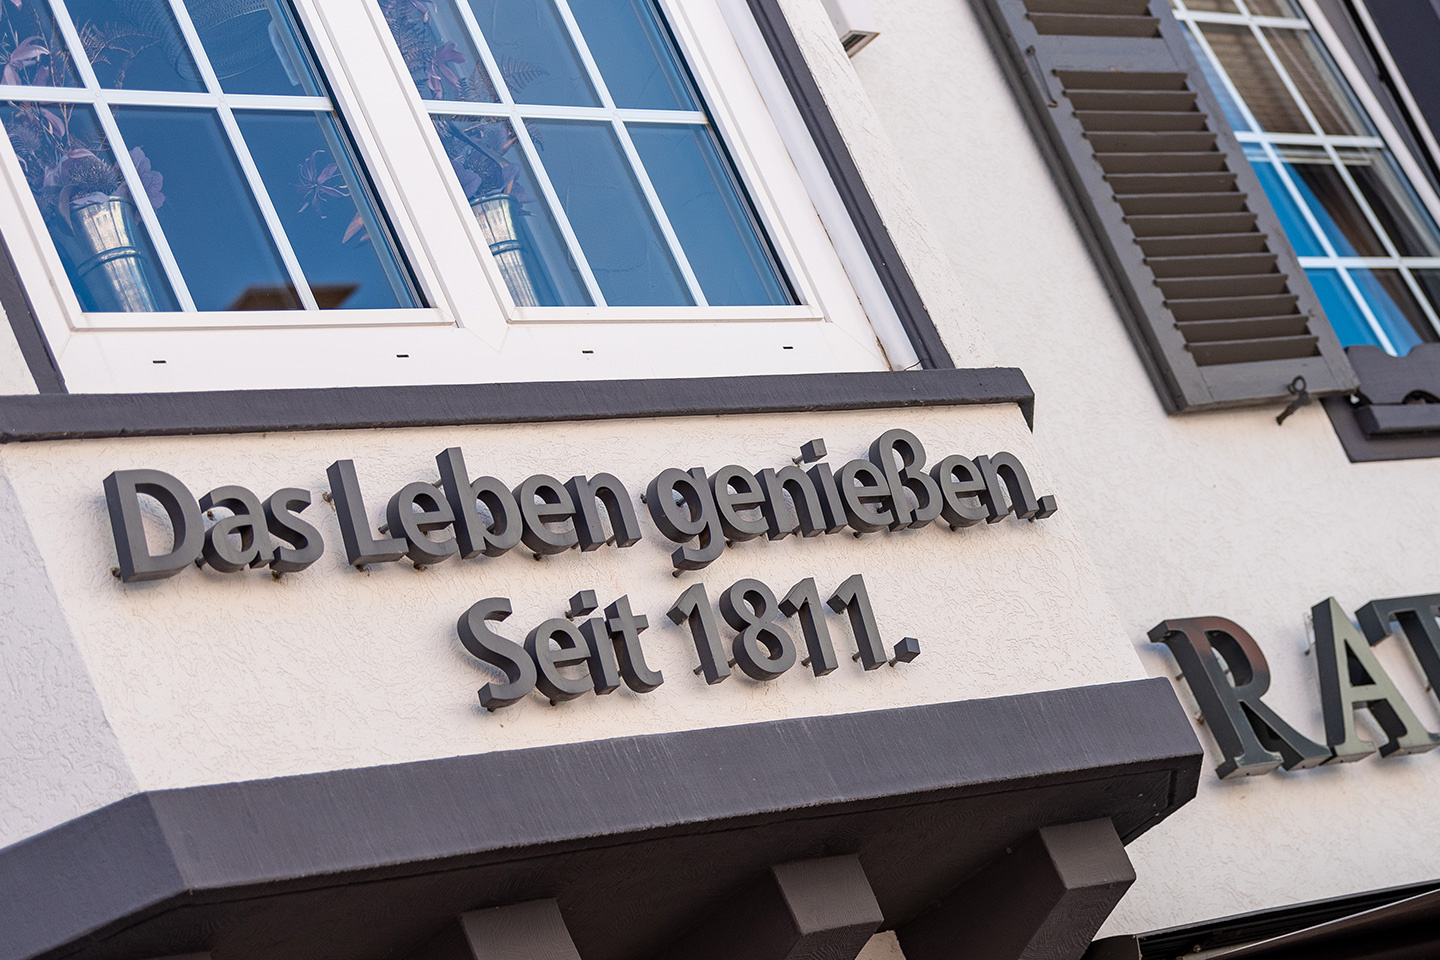 Das Leben genießen.
Seit 1811.
RAT